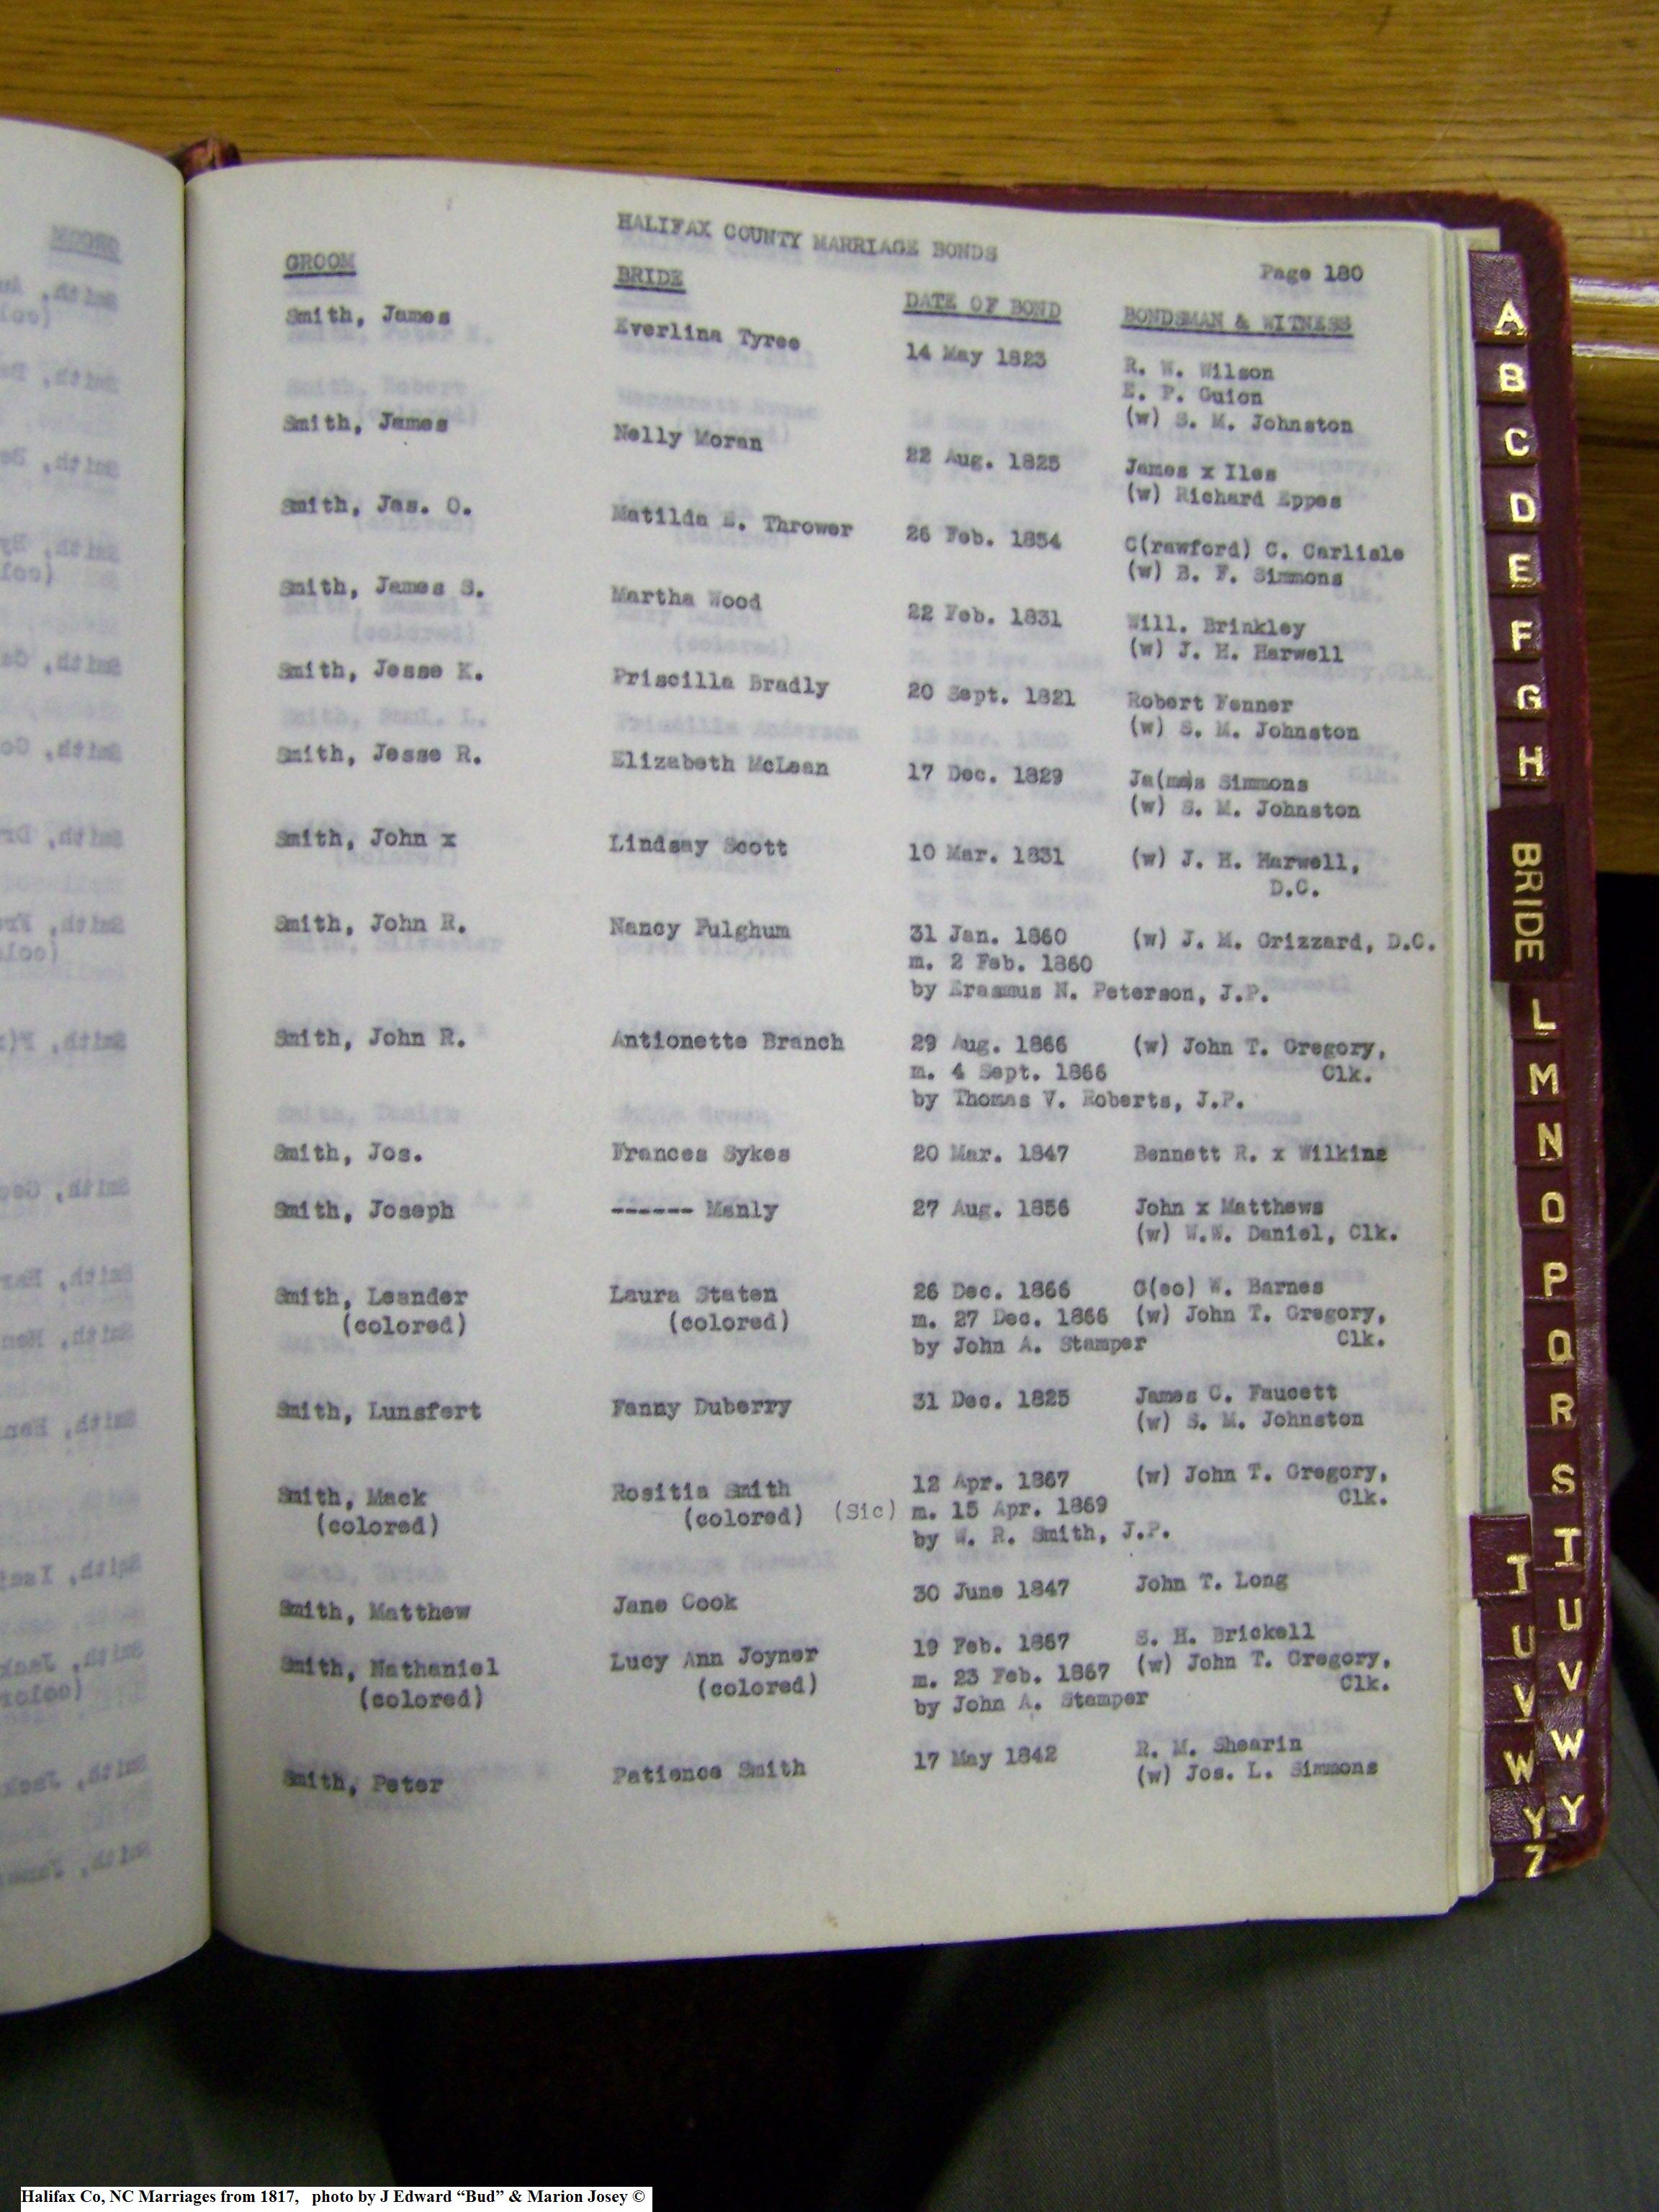 HALIFAX COUNTY MARRIAGE BONDS
Page 180
GROOM BRIDE DATE OF BOND BONDSMAN & WITNESS
Smith, James Everlina Tyree 14 May 1823 R. W. Wilson
E. P. Guion
(w) S. M. Johnston
Smith, James Nelly Moran 22 Aug. 1825 James x Iles
(w) Richard Eppes
Smith, Jas. O. Matilda E. Thrower 26 Feb. 1854 C(rawford) C. Carlisle
(w) B. F. Simmons
Smith, James S. Martha Wood 22 Feb. 1831 Will. Brinkley
(w) J. H. Harwell
Smith, Jesse K. Priscilla Bradly 20 Sept. 1821 Robert Fenner
(w) S. M. Johnston
Smith, Jesse R. Elizabeth McLean 17 Dec. 1829 Ja(me)s Simmons
(w) S. M. Johnston
Smith, John x Lindsay Scott 10 Mar. 1831 (w) J. H. Harwell,
D.C.
Smith, John R. Nancy Fulghum 31 Jan. 1860 (w) J. M. Grizzard, D.C.
m. 2 Feb. 1860
by Erasmus N. Peterson, J.P.
Smith, John R. Antionette Branch 29 Aug. 1866 (w) John T. Gregory,
m. 4 Sept. 1866 Clk.
by Thomas V. Roberts, J.P.
Smith, Jos. Frances Sykes 20 Mar. 1847 Bennett R. x Wilkins
Smith, Joseph ------ Manly 27 Aug. 1856 John x Matthews
(w) W.W. Daniel, Clk.
Smith, Leander Laura Staten 26 Dec. 1866 G(eo) W. Barnes
(colored) (colored) m. 27 Dec. 1866 (w) John T. Gregory,
by John A. Stamper Clk.
Smith, Lunsfert Fanny Duberry 31 Dec. 1825 James C. Faucett
(w) S. M. Johnston
Smith, Mack Rositia Smith 12 Apr. 1867 (w) John T. Gregory,
(colored) (colored) (Sic) m. 15 Apr. 1869 Clk.
by W. R. Smith, J.P.
Smith, Matthew Jane Cook 30 June 1847 John T. Long
Smith, Nathaniel Lucy Ann Joyner 19 Feb. 1867 S. H. Brickell
(colored) (colored) m. 23 Feb. 1867 (w) John T. Gregory,
by John A. Stamper Clk.
Smith, Peter Patience Smith 17 May 1842 R. M. Shearin
(w) Jos. L. Simmons
A
B
C
D
E
F
G
H
BRIDE
L
M
N
O
P
Q
R
S
T
U
V
W
Y
T
U
V
W
Y
Z
Halifax Co, NC Marriages from 1817, photo by J Edward “Bud” & Marion Josey ©